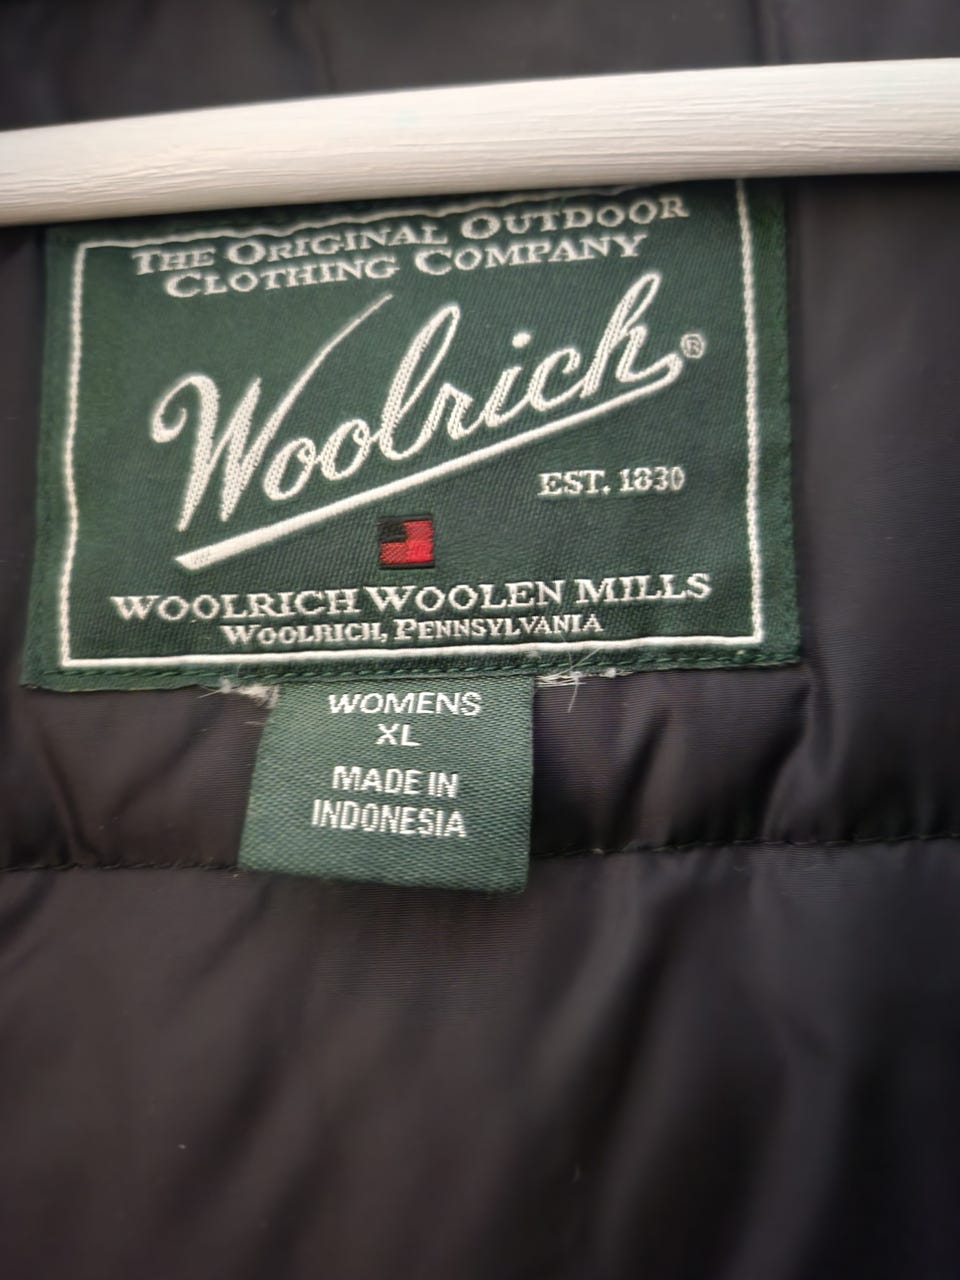 THE ORIGINAL OUTDOOR
CLOTHING COMPANY
Woolrich®
EST. 1830
WOOLRICH WOOLEN MILLS
WOOLRICH, PENNSYLVANIA
WOMENS
XL
MADE IN
INDONESIA